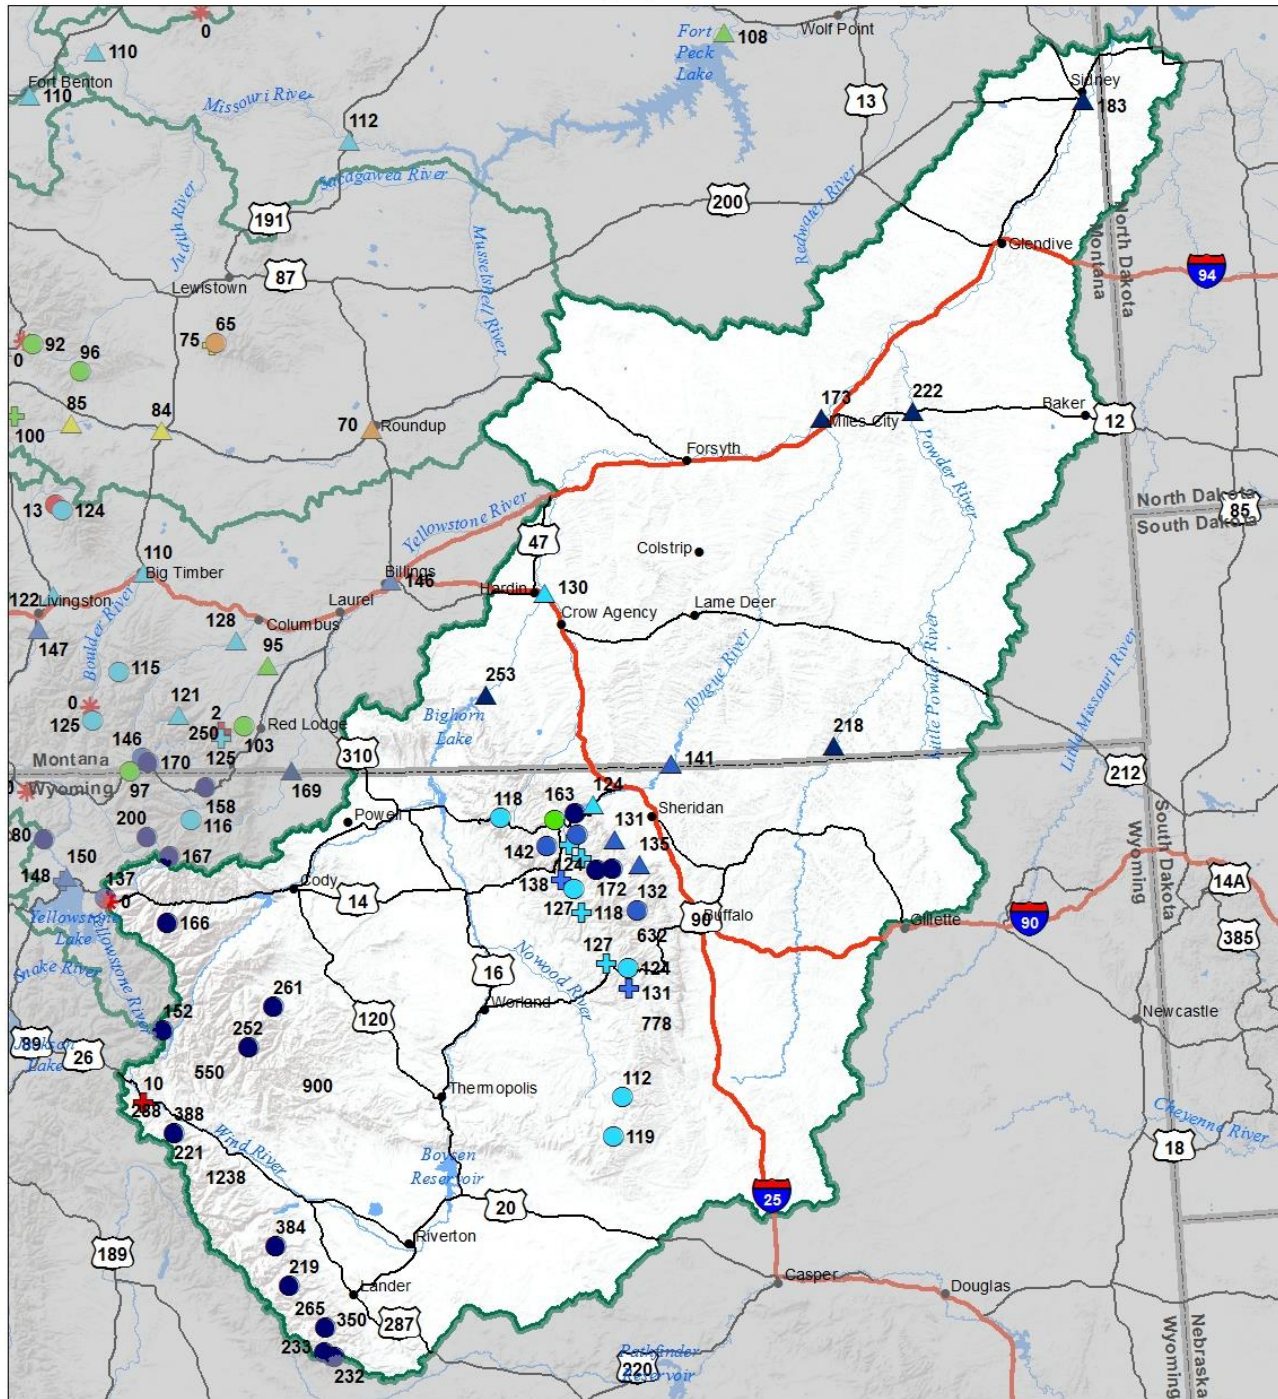 0
Wolf Point
Fort
Peck
Lake
108
110
Fort Benton
110
Missouri River
112
13
Sidney
183
Sacagawea River
Judith River
191
200
Redwater River
Musselshell River
87
Lewistown
Glendive
North Dakota
Montana
94
92
0
96
75
65
100
85
84
70
Roundup
173
Miles City
222
Baker
12
Forsyth
Powder River
13
124
Yellowstone River
47
Colstrip
North Dakota
South Dakota
85
110
Big Timber
Billings
146
Hardin
130
122
Livingston
Laurel
Columbus
Crow Agency
Lame Deer
147
Boulder River
128
95
115
253
Tongue River
Little Powder River
Little Missouri River
0
125
121
2
250
103
Red Lodge
Bighorn
Lake
218
146
170
125
310
141
Montana
Wyoming
97
169
212
0
158
116
118
163
124
Powell
Sheridan
131
80
200
167
142
124
135
South Dakota
Wyoming
150
148
137
0
Cody
14
138
172
132
127
118
14A
Yellowstone
Lake
166
90
Buffalo
Gillette
90
385
Yellowstone River
632
Snake River
16
Nowood River
127
124
131
261
Worland
152
120
778
Newcastle
89
Jackson
Lake
26
252
550
900
Thermopolis
112
10
288
388
221
Wind River
119
Cheyenne River
18
1238
Boysen
Reservoir
20
25
384
Riverton
189
219
Lander
Casper
Douglas
265
350
287
233
232
Pathfinder
Reservoir
220
Nebraska
Wyoming